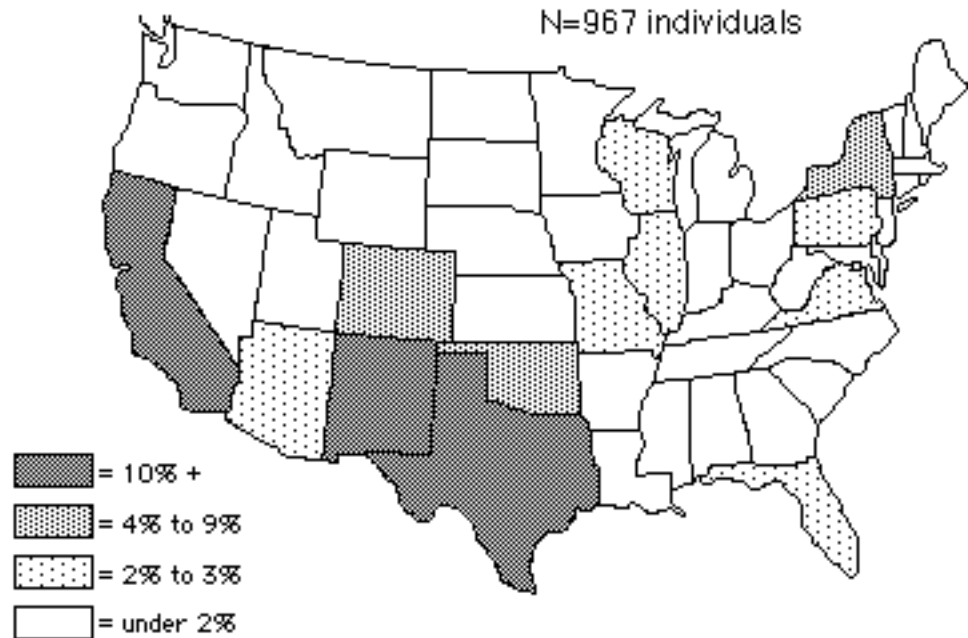 N=967 individuals
= 10% +
= 4% to 9%
= 2% to 3%
= under 2%